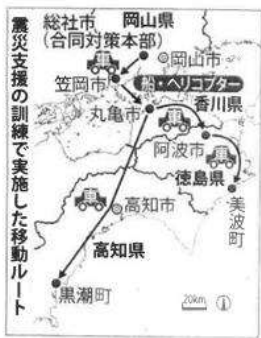 震災支援の訓練で実施した移動ルート
総社市
(合同対策本部)
岡山県
岡山市
車
笠岡市
船・ヘリコプター
丸亀市
香川県
車
阿波市
車
徳島県
美波町
車
高知市
高知県
黒潮町
20km